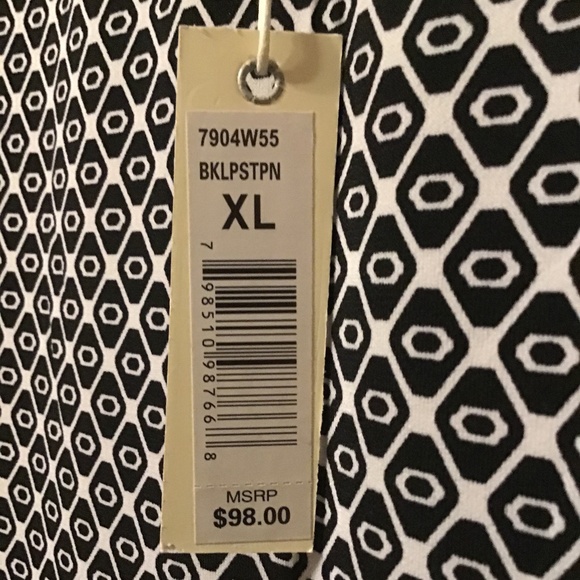 7904W55
BKLPSTPN
XL
7 98510 98766 8
MSRP
$98.00